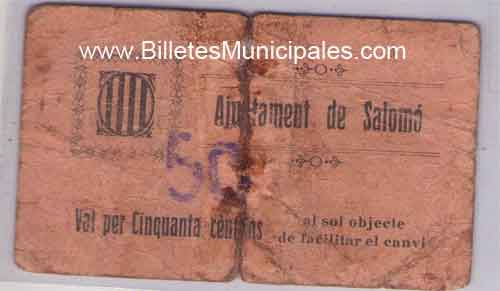 www.BilletesMunicipales.com
Ajuntament de Salomó
50
Val per Cinquanta cèntims
al sol objecte
de facilitar el canvi